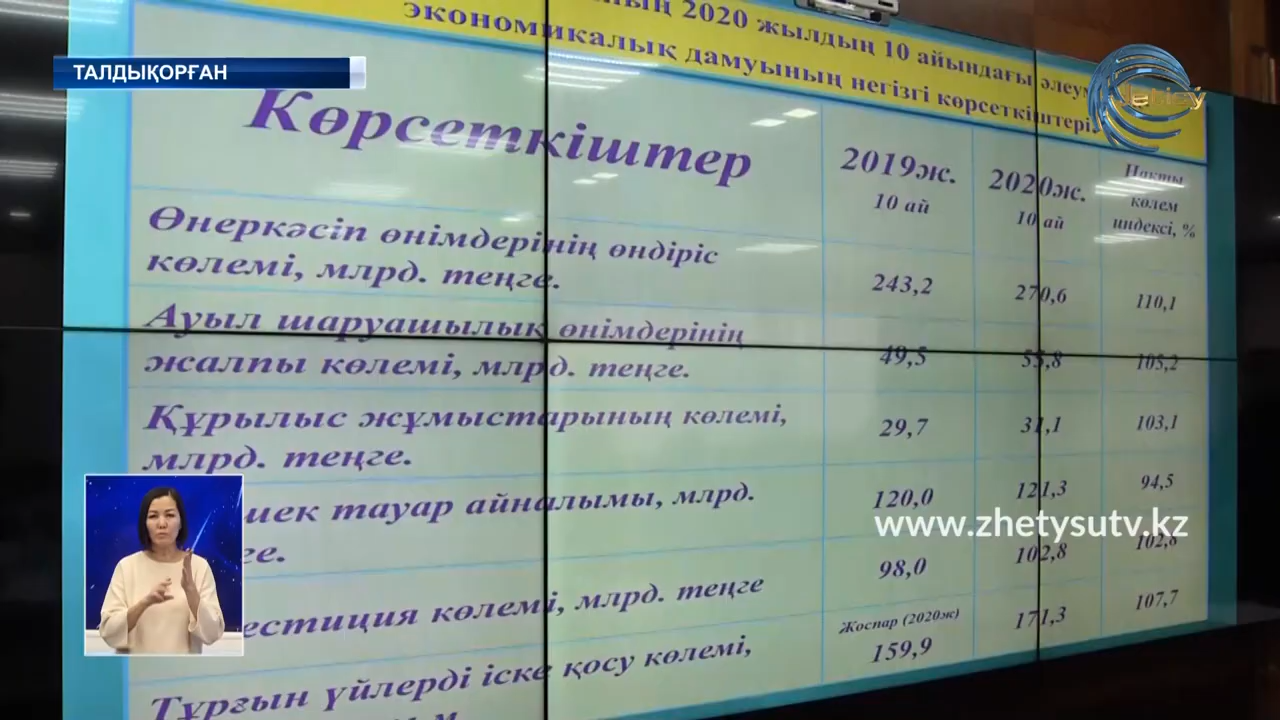 ТАЛДЫҚОРҒАН
2020 жылдың 10 айындағы
экономикалық дамуының негізгі көрсеткіштері.
Jetisý
Көрсеткіштер
2019ж.
10 ай
2020ж.
10 ай
Нақты
көлем
индексі, %
Өнеркәсіп өнімдерінің өндіріс
көлемі, млрд. теңге.
243,2
270,6
110,1
Ауыл шаруашылық өнімдерінің
жалпы көлемі, млрд. теңге.
49,5
105,2
Құрылыс жұмыстарының көлемі,
млрд. теңге.
29,7
31,1
103,1
тауар айналымы, млрд.
120,0
121,3
94,5
www.zhetysutv.kz
көлемі, млрд. теңге
98,0
102,8
102,8
Тұрғын үйлерді іске қосу көлемі,
Жоспар (2020ж)
159,9
171,3
107,7